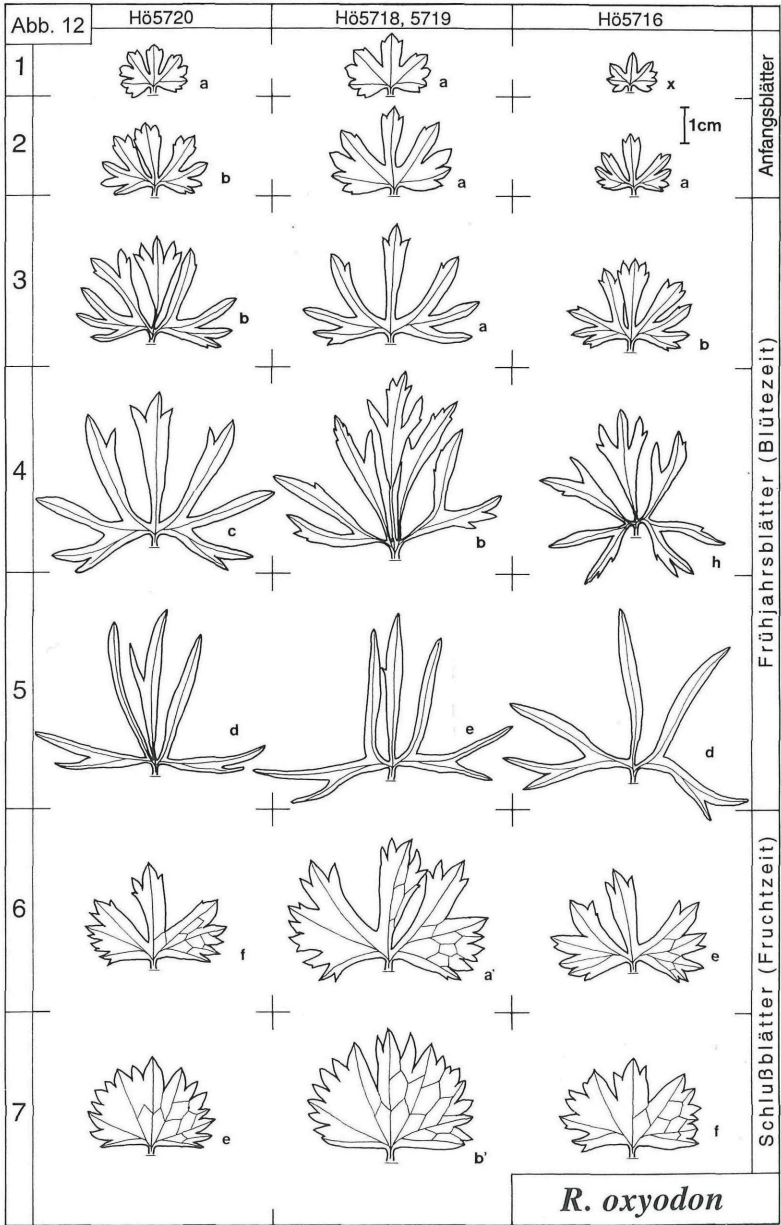 Abb. 12 Hö5720 Hö5718, 5719 Hö5716
1 a a x
1cm
2 b a a
Anfangsblätter
3 b a b
4 c b h
5 d e d
Frühjahrsblätter (Blütezeit)
6 f a' e
7 e b' f
Schlußblätter (Fruchtzeit)
R. oxyodon